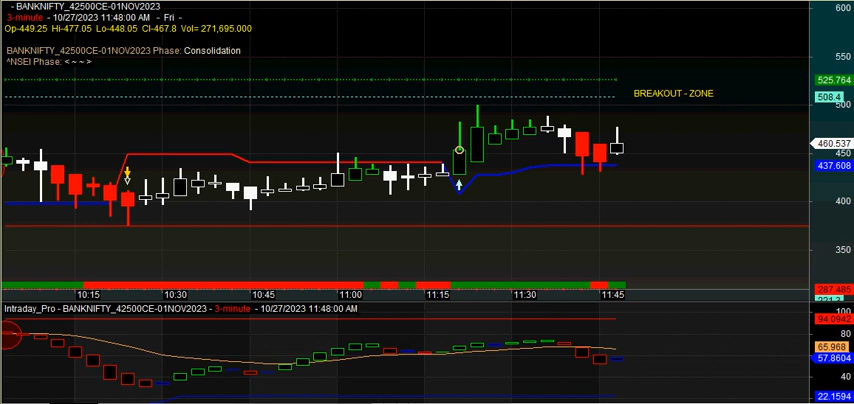 - BANKNIFTY_42500CE-01NOV2023
3-minute - 10/27/2023 11:48:00 AM - Fri -
Op-449.25 Hi-477.05 Lo-448.05 Cl-467.8 Vol= 271,695.000
BANKNIFTY_42500CE-01NOV2023 Phase: Consolidation
^NSEI Phase: < ~ ~ >
BREAKOUT - ZONE
600
550
525.764
508.4
500
460.537
450
437.608
400
350
287.485
10:15 10:30 10:45 11:00 11:15 11:30 11:45
Intraday_Pro - BANKNIFTY_42500CE-01NOV2023 - 3-minute - 10/27/2023 11:48:00 AM
100
94.0942
80
65.968
57.8604
40
22.1594